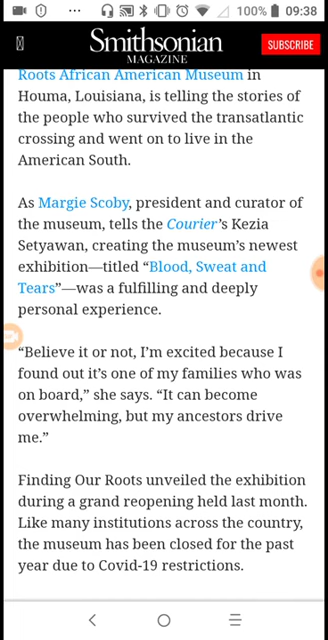 100% 09:38
Smithsonian
MAGAZINE
SUBSCRIBE
Roots African American Museum in
Houma, Louisiana, is telling the stories of
the people who survived the transatlantic
crossing and went on to live in the
American South.
As Margie Scoby, president and curator of
the museum, tells the Courier’s Kezia
Setyawan, creating the museum’s newest
exhibition—titled “Blood, Sweat and
Tears”—was a fulfilling and deeply
personal experience.
“Believe it or not, I’m excited because I
found out it’s one of my families who was
on board,” she says. “It can become
overwhelming, but my ancestors drive
me.”
Finding Our Roots unveiled the exhibition
during a grand reopening held last month.
Like many institutions across the country,
the museum has been closed for the past
year due to Covid-19 restrictions.